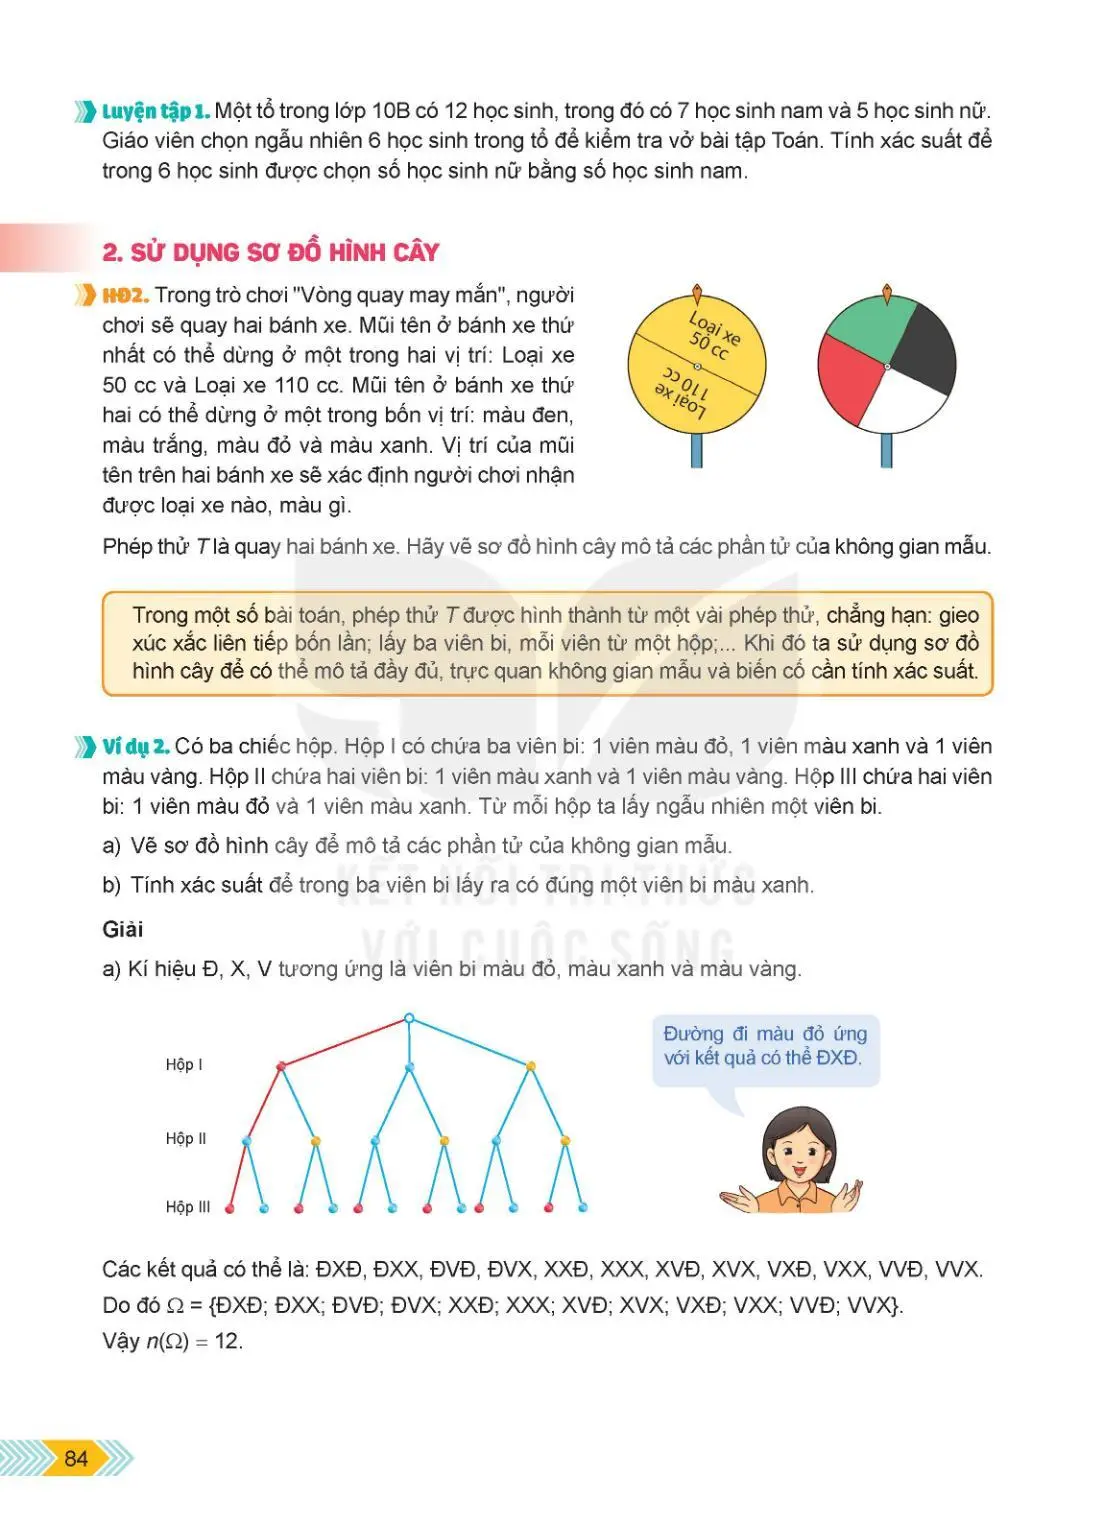 Luyện tập 1. Một tổ trong lớp 10B có 12 học sinh, trong đó có 7 học sinh nam và 5 học sinh nữ.
Giáo viên chọn ngẫu nhiên 6 học sinh trong tổ để kiểm tra vở bài tập Toán. Tính xác suất để
trong 6 học sinh được chọn số học sinh nữ bằng số học sinh nam.
2. SỬ DỤNG SƠ ĐỒ HÌNH CÂY
HĐ2. Trong trò chơi "Vòng quay may mắn", người
chơi sẽ quay hai bánh xe. Mũi tên ở bánh xe thứ
nhất có thể dừng ở một trong hai vị trí: Loại xe
50 cc và Loại xe 110 cc. Mũi tên ở bánh xe thứ
hai có thể dừng ở một trong bốn vị trí: màu đen,
màu trắng, màu đỏ và màu xanh. Vị trí của mũi
tên trên hai bánh xe sẽ xác định người chơi nhận
được loại xe nào, màu gì.
Loại xe
50 cc
Loại xe
110 cc
Phép thử T là quay hai bánh xe. Hãy vẽ sơ đồ hình cây mô tả các phần tử của không gian mẫu.
Trong một số bài toán, phép thử T được hình thành từ một vài phép thử, chẳng hạn: gieo
xúc xắc liên tiếp bốn lần; lấy ba viên bi, mỗi viên từ một hộp;... Khi đó ta sử dụng sơ đồ
hình cây để có thể mô tả đầy đủ, trực quan không gian mẫu và biến cố cần tính xác suất.
Ví dụ 2. Có ba chiếc hộp. Hộp I có chứa ba viên bi: 1 viên màu đỏ, 1 viên màu xanh và 1 viên
màu vàng. Hộp II chứa hai viên bi: 1 viên màu xanh và 1 viên màu vàng. Hộp III chứa hai viên
bi: 1 viên màu đỏ và 1 viên màu xanh. Từ mỗi hộp ta lấy ngẫu nhiên một viên bi.
a) Vẽ sơ đồ hình cây để mô tả các phần tử của không gian mẫu.
b) Tính xác suất để trong ba viên bi lấy ra có đúng một viên bi màu xanh.
KẾT NỐI TRI THỨC
VỚI CUỘC SỐNG
Giải
a) Kí hiệu Đ, X, V tương ứng là viên bi màu đỏ, màu xanh và màu vàng.
Hộp I
Hộp II
Hộp III
Đường đi màu đỏ ứng
với kết quả có thể ĐXĐ.
Các kết quả có thể là: ĐXĐ, ĐXX, ĐVĐ, ĐVX, XXĐ, XXX, XVĐ, XVX, VXĐ, VXX, VVĐ, VVX.
Do đó Ω = {ĐXĐ; ĐXX; ĐVĐ; ĐVX; XXĐ; XXX; XVĐ; XVX; VXĐ; VXX; VVĐ; VVX}.
Vậy n(Ω) = 12.
84